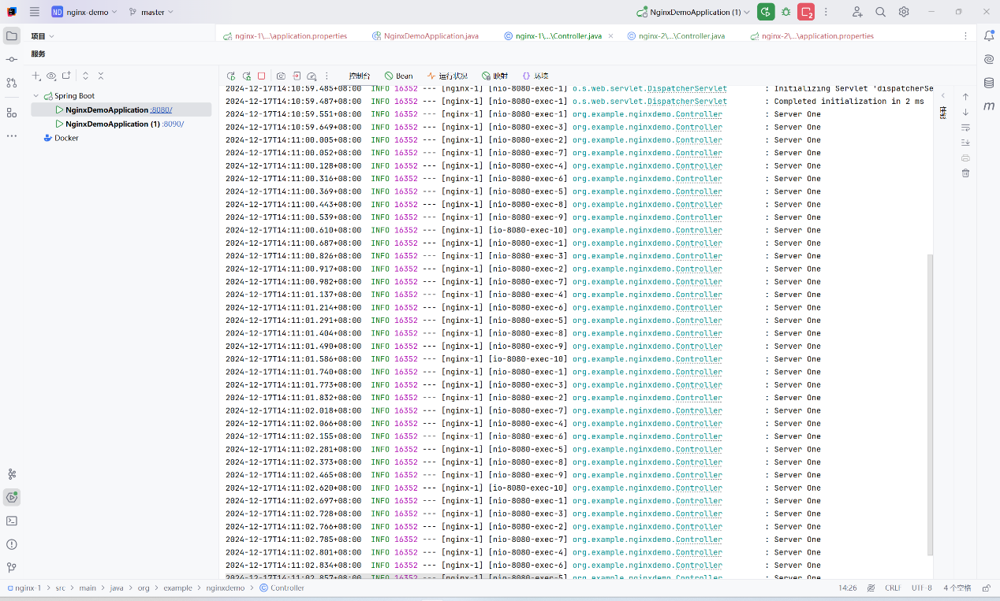 ND nginx-demo master NginxDemoApplication (1) 2
项目 nginx-1\...\application.properties NginxDemoApplication.java nginx-1\...\Controller.java nginx-2\...\Controller.java nginx-2\...\application.properties
服务
控制台 Bean 运行状况 映射 {} 环境
Spring Boot
NginxDemoApplication :8080/
NginxDemoApplication (1) :8090/
Docker
m
2024-12-17T14:10:59.485+08:00 INFO 16352 --- [nginx-1] [nio-8080-exec-1] o.s.web.servlet.DispatcherServlet : Initializing Servlet 'dispatcherSe
2024-12-17T14:10:59.487+08:00 INFO 16352 --- [nginx-1] [nio-8080-exec-1] o.s.web.servlet.DispatcherServlet : Completed initialization in 2 ms
2024-12-17T14:10:59.551+08:00 INFO 16352 --- [nginx-1] [nio-8080-exec-1] org.example.nginxdemo.Controller : Server One
2024-12-17T14:10:59.649+08:00 INFO 16352 --- [nginx-1] [nio-8080-exec-3] org.example.nginxdemo.Controller : Server One
2024-12-17T14:11:00.005+08:00 INFO 16352 --- [nginx-1] [nio-8080-exec-2] org.example.nginxdemo.Controller : Server One
2024-12-17T14:11:00.052+08:00 INFO 16352 --- [nginx-1] [nio-8080-exec-7] org.example.nginxdemo.Controller : Server One
2024-12-17T14:11:00.128+08:00 INFO 16352 --- [nginx-1] [nio-8080-exec-4] org.example.nginxdemo.Controller : Server One
2024-12-17T14:11:00.316+08:00 INFO 16352 --- [nginx-1] [nio-8080-exec-6] org.example.nginxdemo.Controller : Server One
2024-12-17T14:11:00.394+08:00 INFO 16352 --- [nginx-1] [nio-8080-exec-5] org.example.nginxdemo.Controller : Server One
2024-12-17T14:11:00.443+08:00 INFO 16352 --- [nginx-1] [nio-8080-exec-8] org.example.nginxdemo.Controller : Server One
2024-12-17T14:11:00.539+08:00 INFO 16352 --- [nginx-1] [nio-8080-exec-9] org.example.nginxdemo.Controller : Server One
2024-12-17T14:11:00.610+08:00 INFO 16352 --- [nginx-1] [io-8080-exec-10] org.example.nginxdemo.Controller : Server One
2024-12-17T14:11:00.687+08:00 INFO 16352 --- [nginx-1] [nio-8080-exec-1] org.example.nginxdemo.Controller : Server One
2024-12-17T14:11:00.826+08:00 INFO 16352 --- [nginx-1] [nio-8080-exec-3] org.example.nginxdemo.Controller : Server One
2024-12-17T14:11:00.917+08:00 INFO 16352 --- [nginx-1] [nio-8080-exec-2] org.example.nginxdemo.Controller : Server One
2024-12-17T14:11:00.982+08:00 INFO 16352 --- [nginx-1] [nio-8080-exec-7] org.example.nginxdemo.Controller : Server One
2024-12-17T14:11:01.137+08:00 INFO 16352 --- [nginx-1] [nio-8080-exec-4] org.example.nginxdemo.Controller : Server One
2024-12-17T14:11:01.214+08:00 INFO 16352 --- [nginx-1] [nio-8080-exec-6] org.example.nginxdemo.Controller : Server One
2024-12-17T14:11:01.291+08:00 INFO 16352 --- [nginx-1] [nio-8080-exec-5] org.example.nginxdemo.Controller : Server One
2024-12-17T14:11:01.404+08:00 INFO 16352 --- [nginx-1] [nio-8080-exec-8] org.example.nginxdemo.Controller : Server One
2024-12-17T14:11:01.490+08:00 INFO 16352 --- [nginx-1] [nio-8080-exec-9] org.example.nginxdemo.Controller : Server One
2024-12-17T14:11:01.586+08:00 INFO 16352 --- [nginx-1] [io-8080-exec-10] org.example.nginxdemo.Controller : Server One
2024-12-17T14:11:01.740+08:00 INFO 16352 --- [nginx-1] [nio-8080-exec-1] org.example.nginxdemo.Controller : Server One
2024-12-17T14:11:01.773+08:00 INFO 16352 --- [nginx-1] [nio-8080-exec-3] org.example.nginxdemo.Controller : Server One
2024-12-17T14:11:01.832+08:00 INFO 16352 --- [nginx-1] [nio-8080-exec-2] org.example.nginxdemo.Controller : Server One
2024-12-17T14:11:02.018+08:00 INFO 16352 --- [nginx-1] [nio-8080-exec-7] org.example.nginxdemo.Controller : Server One
2024-12-17T14:11:02.066+08:00 INFO 16352 --- [nginx-1] [nio-8080-exec-4] org.example.nginxdemo.Controller : Server One
2024-12-17T14:11:02.155+08:00 INFO 16352 --- [nginx-1] [nio-8080-exec-6] org.example.nginxdemo.Controller : Server One
2024-12-17T14:11:02.281+08:00 INFO 16352 --- [nginx-1] [nio-8080-exec-5] org.example.nginxdemo.Controller : Server One
2024-12-17T14:11:02.373+08:00 INFO 16352 --- [nginx-1] [nio-8080-exec-8] org.example.nginxdemo.Controller : Server One
2024-12-17T14:11:02.465+08:00 INFO 16352 --- [nginx-1] [nio-8080-exec-9] org.example.nginxdemo.Controller : Server One
2024-12-17T14:11:02.620+08:00 INFO 16352 --- [nginx-1] [io-8080-exec-10] org.example.nginxdemo.Controller : Server One
2024-12-17T14:11:02.697+08:00 INFO 16352 --- [nginx-1] [nio-8080-exec-1] org.example.nginxdemo.Controller : Server One
2024-12-17T14:11:02.728+08:00 INFO 16352 --- [nginx-1] [nio-8080-exec-3] org.example.nginxdemo.Controller : Server One
2024-12-17T14:11:02.766+08:00 INFO 16352 --- [nginx-1] [nio-8080-exec-2] org.example.nginxdemo.Controller : Server One
2024-12-17T14:11:02.785+08:00 INFO 16352 --- [nginx-1] [nio-8080-exec-7] org.example.nginxdemo.Controller : Server One
2024-12-17T14:11:02.801+08:00 INFO 16352 --- [nginx-1] [nio-8080-exec-4] org.example.nginxdemo.Controller : Server One
2024-12-17T14:11:02.834+08:00 INFO 16352 --- [nginx-1] [nio-8080-exec-6] org.example.nginxdemo.Controller : Server One
2024-12-17T14:11:02.857+08:00 INFO 16352 --- [nginx-1] [nio-8080-exec-5] org.example.nginxdemo.Controller : Server One
nginx-1 > src > main > java > org > example > nginxdemo > Controller 14:26 CRLF UTF-8 4 个空格